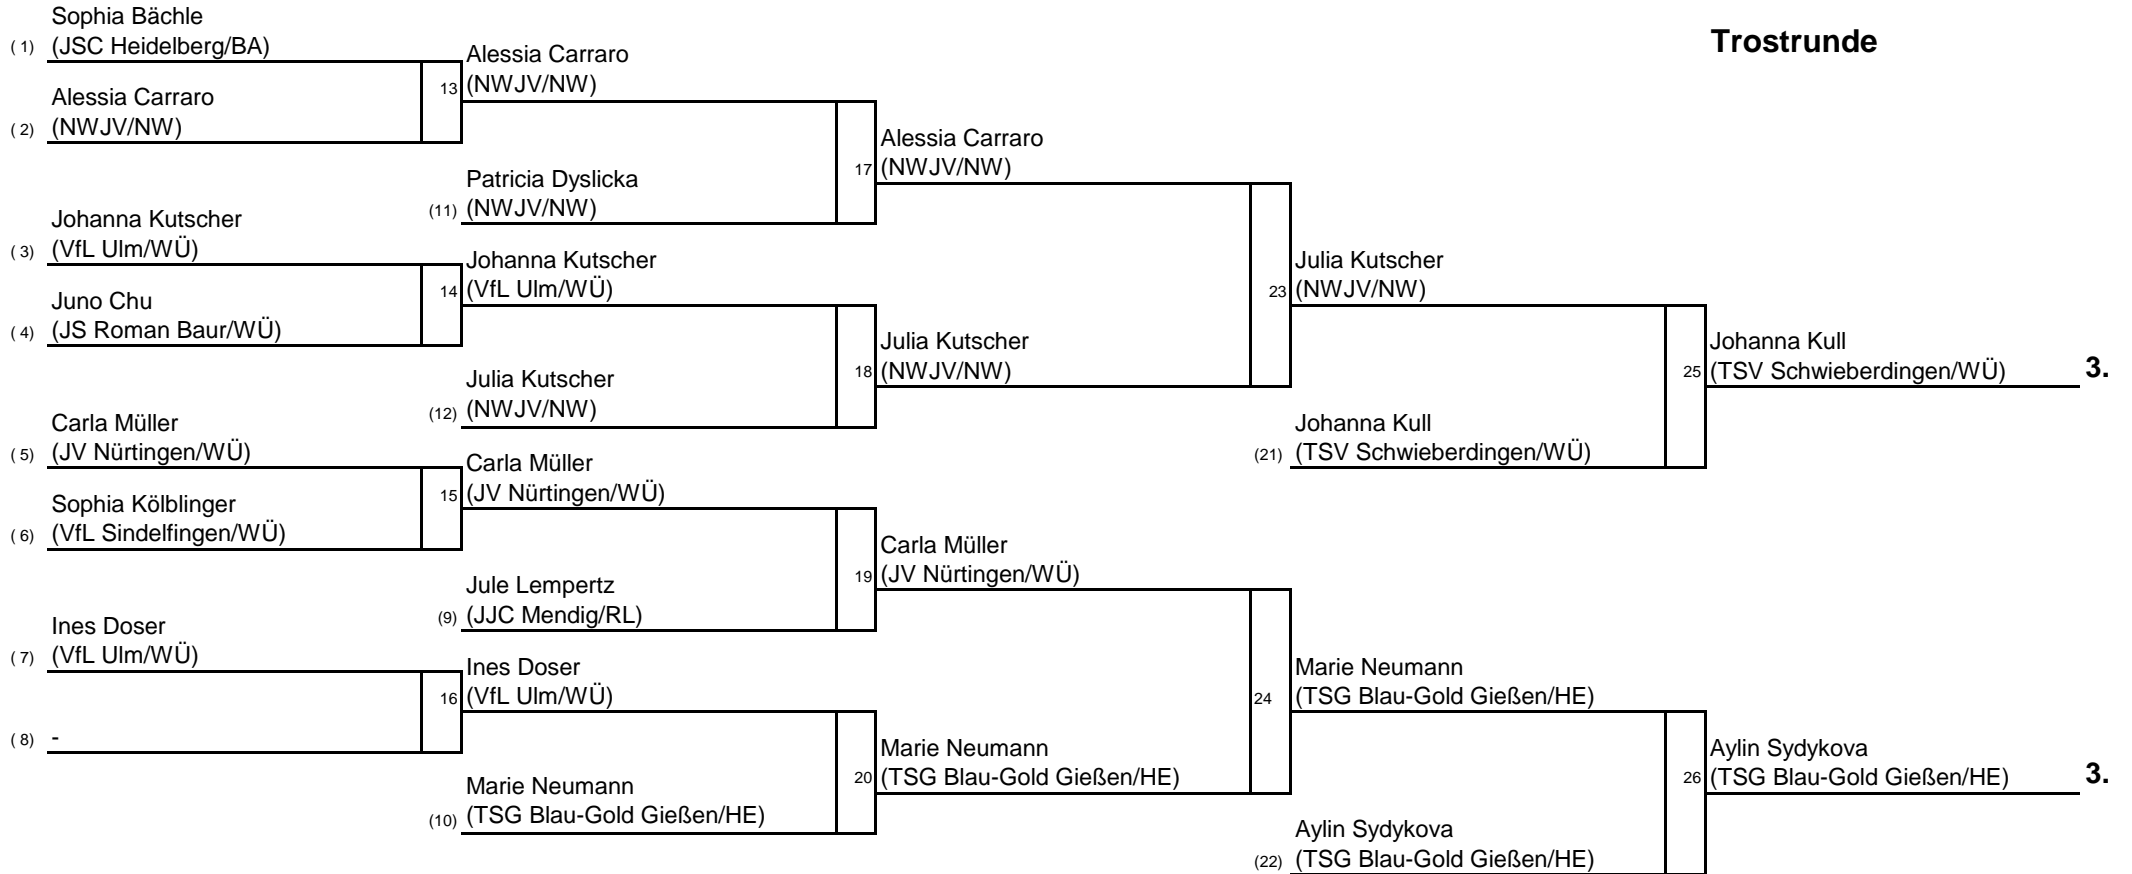 Trostrunde
Sophia Bächle
( 1) (JSC Heidelberg/BA)
Alessia Carraro
( 2) (NWJV/NW)
Johanna Kutscher
( 3) (VfL Ulm/WÜ)
Juno Chu
( 4) (JS Roman Baur/WÜ)
Carla Müller
( 5) (JV Nürtingen/WÜ)
Sophia Kölblinger
( 6) (VfL Sindelfingen/WÜ)
Ines Doser
( 7) (VfL Ulm/WÜ)
( 8) -
Alessia Carraro
13 (NWJV/NW)
Patricia Dyslicka
(11) (NWJV/NW)
Johanna Kutscher
14 (VfL Ulm/WÜ)
Julia Kutscher
(12) (NWJV/NW)
Carla Müller
15 (JV Nürtingen/WÜ)
Jule Lempertz
(9) (JJC Mendig/RL)
Ines Doser
16 (VfL Ulm/WÜ)
Marie Neumann
(10) (TSG Blau-Gold Gießen/HE)
Alessia Carraro
17 (NWJV/NW)
Julia Kutscher
18 (NWJV/NW)
Carla Müller
19 (JV Nürtingen/WÜ)
Marie Neumann
20 (TSG Blau-Gold Gießen/HE)
Julia Kutscher
23 (NWJV/NW)
Johanna Kull
(21) (TSV Schwieberdingen/WÜ)
Marie Neumann
24 (TSG Blau-Gold Gießen/HE)
Aylin Sydykova
(22) (TSG Blau-Gold Gießen/HE)
Johanna Kull
25 (TSV Schwieberdingen/WÜ) 3.
Aylin Sydykova
26 (TSG Blau-Gold Gießen/HE) 3.